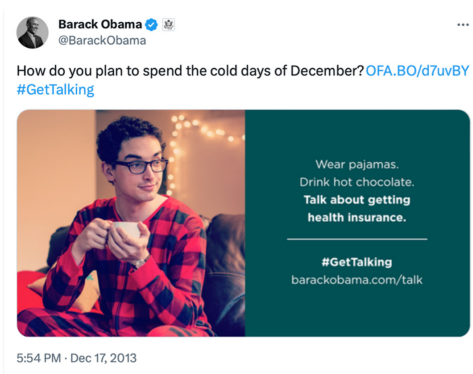 Barack Obama
@BarackObama
How do you plan to spend the cold days of December? OFA.BO/d7uvBY
#GetTalking
Wear pajamas.
Drink hot chocolate.
Talk about getting
health insurance.
#GetTalking
barackobama.com/talk
5:54 PM · Dec 17, 2013